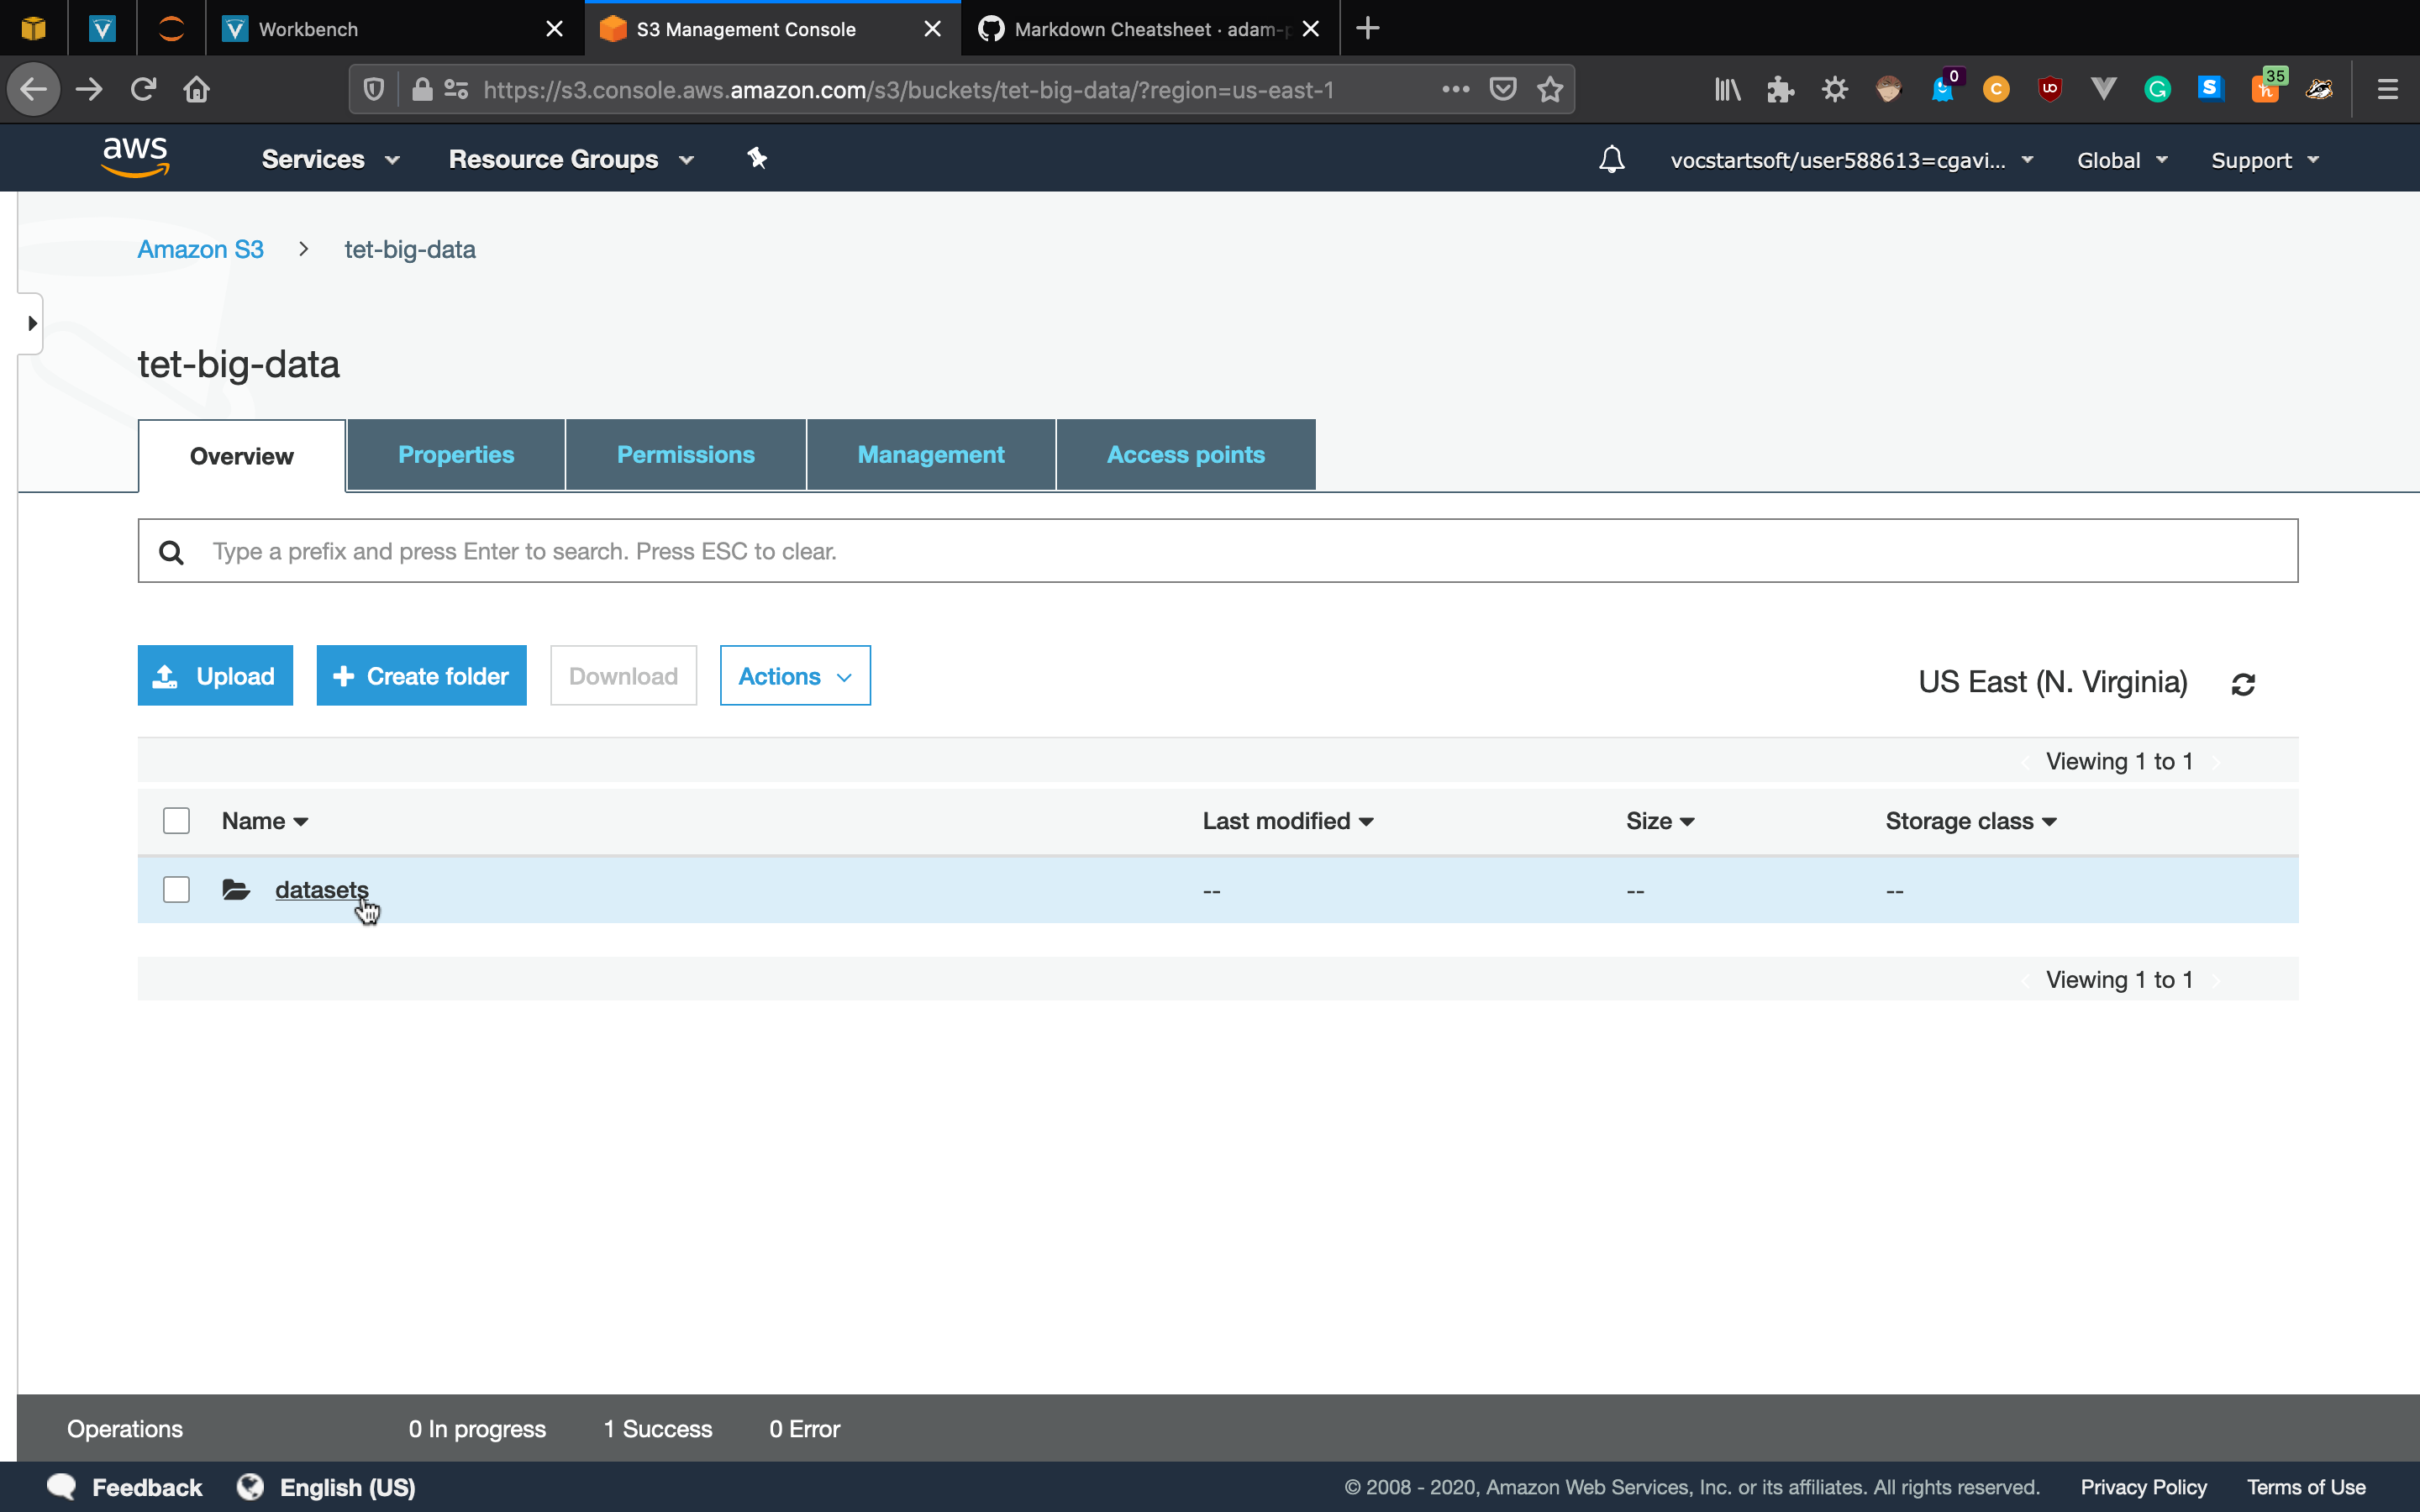 Workbench
S3 Management Console
Markdown Cheatsheet · adam-p
https://s3.console.aws.amazon.com/s3/buckets/tet-big-data/?region=us-east-1
0
C
UD
G
S
35
h
aws
Services
Resource Groups
vocstartsoft/user588613=cgavi...
Global
Support
Amazon S3 > tet-big-data
tet-big-data
Overview
Properties
Permissions
Management
Access points
Type a prefix and press Enter to search. Press ESC to clear.
Upload
+ Create folder
Download
Actions
US East (N. Virginia)
Viewing 1 to 1
Name
Last modified
Size
Storage class
datasets
--
--
--
Viewing 1 to 1
Operations
0 In progress
1 Success
0 Error
Feedback
English (US)
© 2008 - 2020, Amazon Web Services, Inc. or its affiliates. All rights reserved.
Privacy Policy
Terms of Use